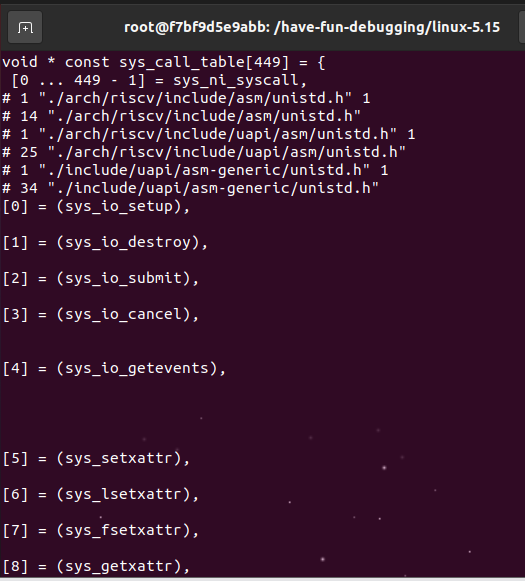 root@f7bf9d5e9abb: /have-fun-debugging/linux-5.15
void * const sys_call_table[449] = {
[0 ... 449 - 1] = sys_ni_syscall,
# 1 "./arch/riscv/include/asm/unistd.h" 1
# 14 "./arch/riscv/include/asm/unistd.h"
# 1 "./arch/riscv/include/uapi/asm/unistd.h" 1
# 25 "./arch/riscv/include/uapi/asm/unistd.h"
# 1 "./include/uapi/asm-generic/unistd.h" 1
# 34 "./include/uapi/asm-generic/unistd.h"
[0] = (sys_io_setup),
[1] = (sys_io_destroy),
[2] = (sys_io_submit),
[3] = (sys_io_cancel),
[4] = (sys_io_getevents),
[5] = (sys_setxattr),
[6] = (sys_lsetxattr),
[7] = (sys_fsetxattr),
[8] = (sys_getxattr),